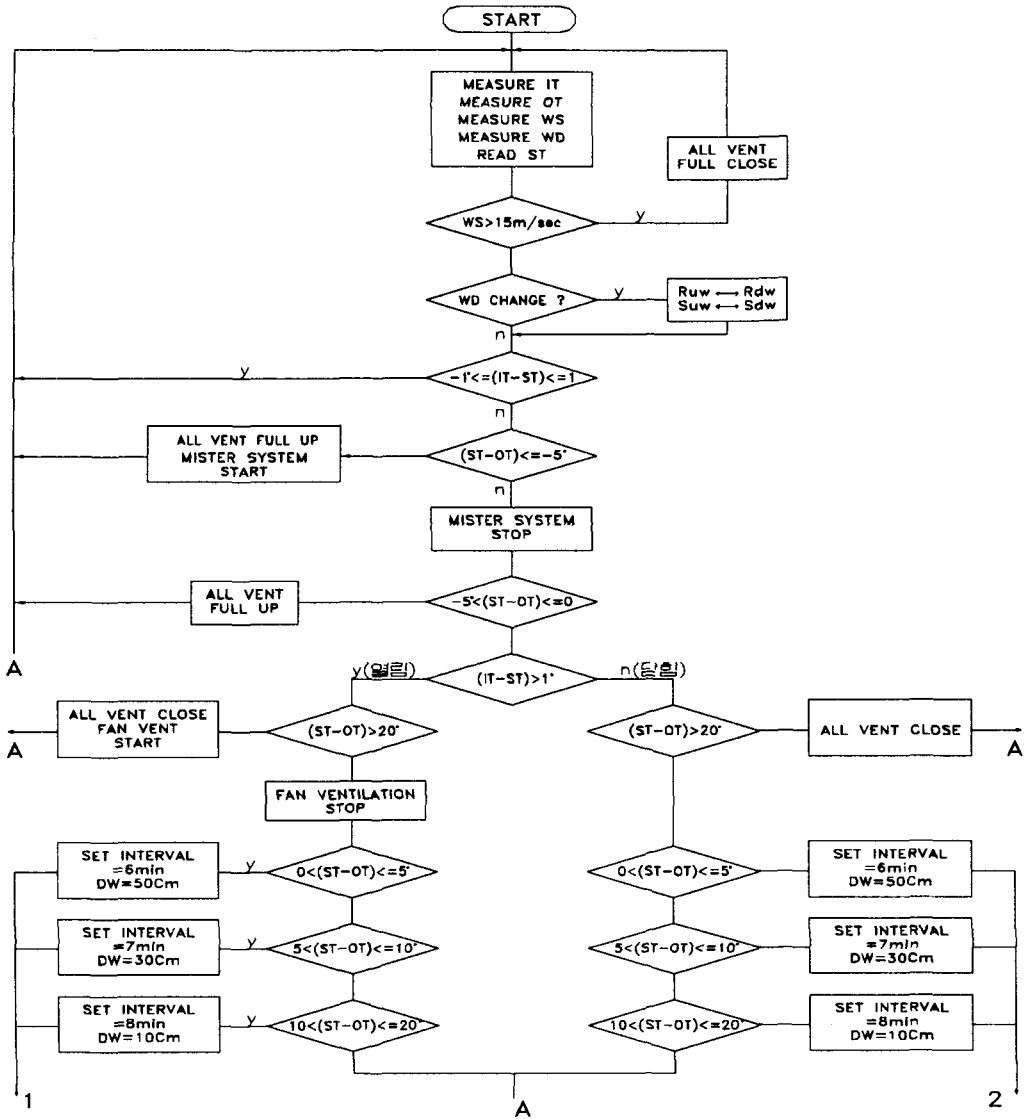 START
MEASURE IT
MEASURE OT
MEASURE WS
MEASURE WD
READ ST
ALL VENT
FULL CLOSE
WS>15m/sec
y
WD CHANGE ?
y
Ruw ⟷ Rdw
Suw ⟷ Sdw
n
-1°<=(IT-ST)<=1
y
n
(ST-OT)<=-5°
ALL VENT FULL UP
MISTER SYSTEM
START
n
MISTER SYSTEM
STOP
-5°<(ST-OT)<=0
ALL VENT
FULL UP
A
(IT-ST)>1°
y(열림)
n(닫힘)
ALL VENT CLOSE
FAN VENT
START
A
(ST-OT)>20°
(ST-OT)>20°
ALL VENT CLOSE
A
FAN VENTILATION
STOP
SET INTERVAL
=6min
DW=50Cm
y
0<(ST-OT)<=5°
0<(ST-OT)<=5°
SET INTERVAL
=6min
DW=50Cm
SET INTERVAL
=7min
DW=30Cm
y
5<(ST-OT)<=10°
5<(ST-OT)<=10°
SET INTERVAL
=7min
DW=30Cm
SET INTERVAL
=8min
DW=10Cm
y
10<(ST-OT)<=20°
10<(ST-OT)<=20°
SET INTERVAL
=8min
DW=10Cm
1
A
2